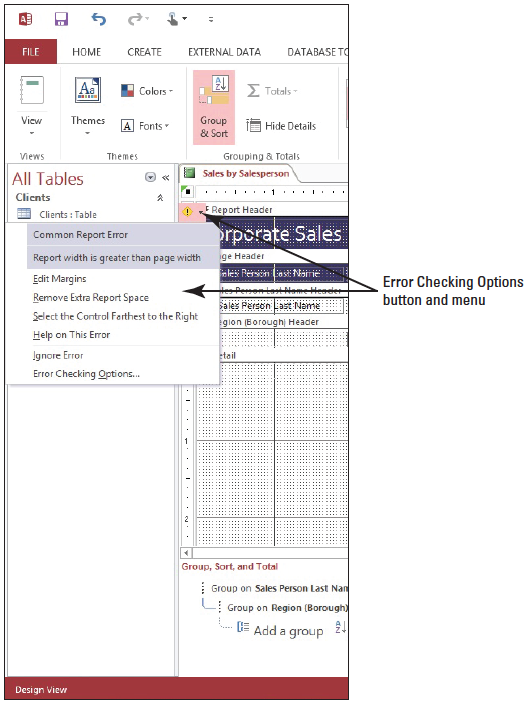 FILE HOME CREATE EXTERNAL DATA DATABASE TO
View
Themes
Colors
Fonts
Group
& Sort
Totals
Hide Details
Views Themes Grouping & Totals
All Tables
Clients
Clients : Table
Sales by Salesperson
1
Report Header
orporate Sales
ge Header
Sales Person Last Name
es Person Last Name Header
Sales Person Last Name
egion (Borough) Header
etail
1
2
Common Report Error
Report width is greater than page width
Edit Margins
Remove Extra Report Space
Select the Control Farthest to the Right
Help on This Error
Ignore Error
Error Checking Options...
Error Checking Options
button and menu
Group, Sort, and Total
Group on Sales Person Last Nam
Group on Region (Borough)
Add a group
Design View